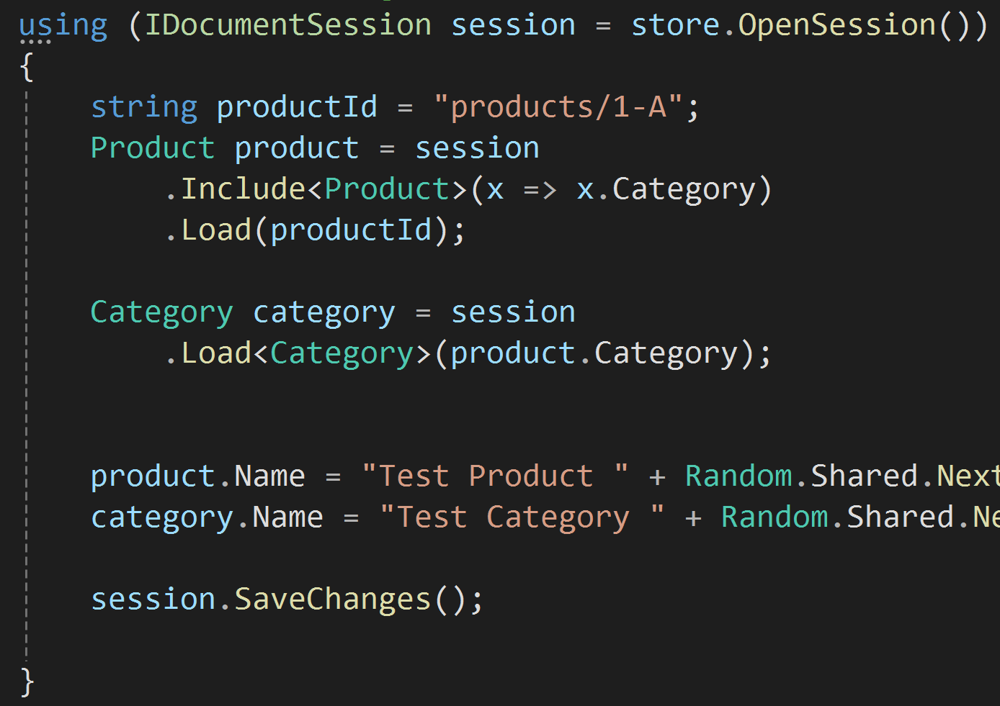 using (IDocumentSession session = store.OpenSession())
{
string productId = "products/1-A";
Product product = session
.Include<Product>(x => x.Category)
.Load(productId);
Category category = session
.Load<Category>(product.Category);
product.Name = "Test Product " + Random.Shared.Next
category.Name = "Test Category " + Random.Shared.Ne
session.SaveChanges();
}